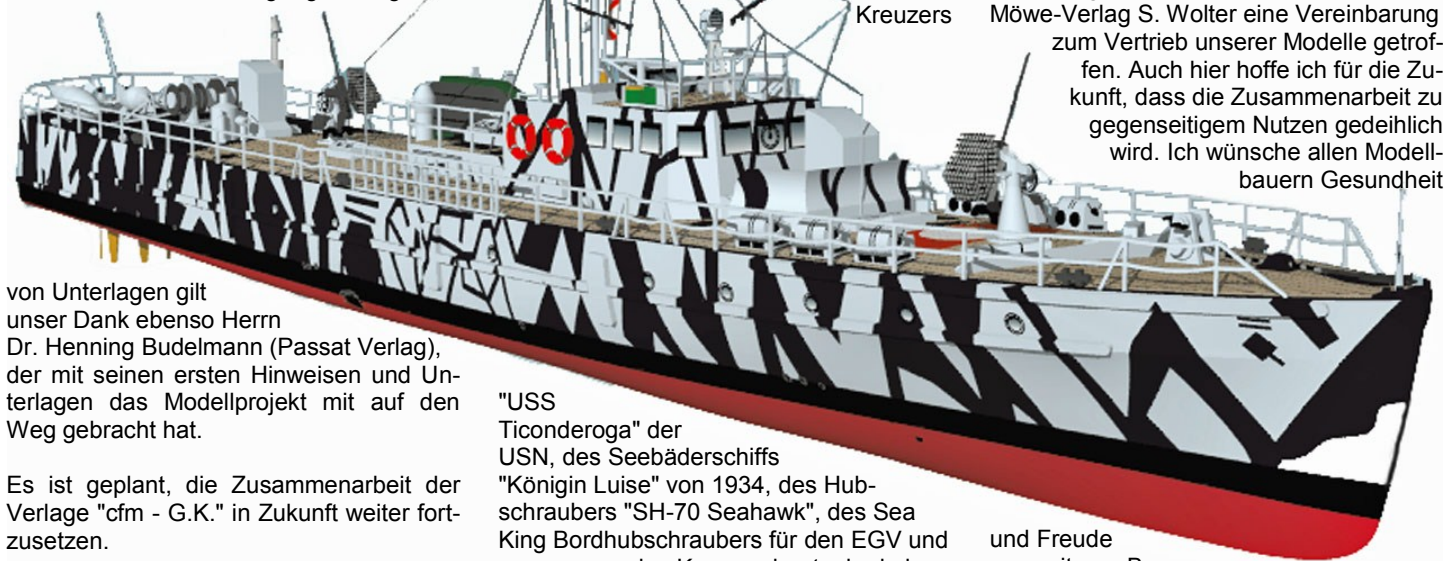 von Unterlagen gilt
unser Dank ebenso Herrn
Dr. Henning Budelmann (Passat Verlag),
der mit seinen ersten Hinweisen und Un-
terlagen das Modellprojekt mit auf den
Weg gebracht hat.
Es ist geplant, die Zusammenarbeit der
Verlage "cfm - G.K." in Zukunft weiter fort-
zusetzen.
Kreuzers
"USS
Ticonderoga" der
USN, des Seebäderschiffs
"Königin Luise" von 1934, des Hub-
schraubers "SH-70 Seahawk", des Sea
King Bordhubschraubers für den EGV und
Möwe-Verlag S. Wolter eine Vereinbarung
zum Vertrieb unserer Modelle getrof-
fen. Auch hier hoffe ich für die Zu-
kunft, dass die Zusammenarbeit zu
gegenseitigem Nutzen gedeihlich
wird. Ich wünsche allen Modell-
bauern Gesundheit
und Freude